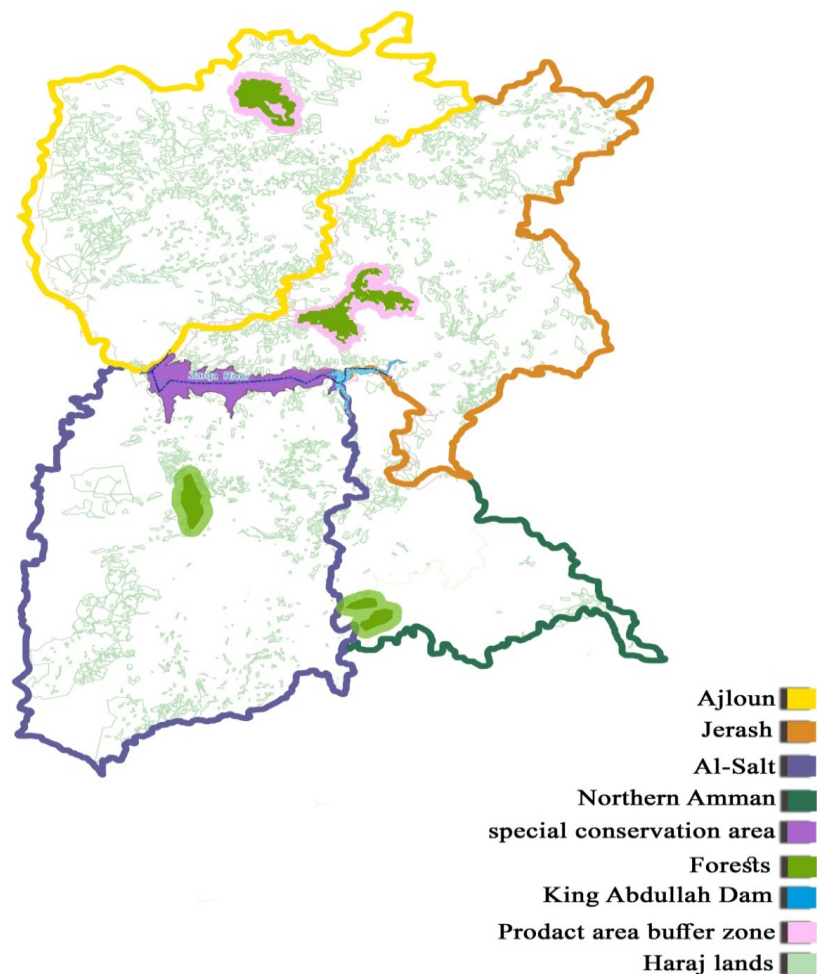 Zarqa River
Ajloun
Jerash
Al-Salt
Northern Amman
special conservation area
Forests
King Abdullah Dam
Prodact area buffer zone
Haraj lands